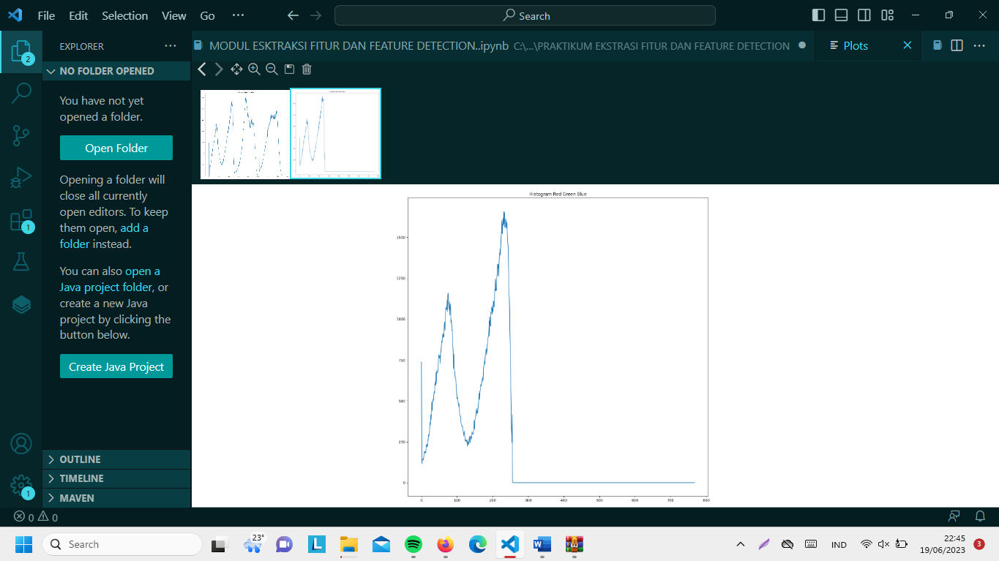 File Edit Selection View Go ··· Search
EXPLORER ···
MODUL ESKTRAKSI FITUR DAN FEATURE DETECTION..ipynb C:\...\PRAKTIKUM EKSTRASI FITUR DAN FEATURE DETECTION
Plots
2
NO FOLDER OPENED
You have not yet
opened a folder.
Open Folder
Opening a folder will
close all currently
open editors. To keep
them open, add a
folder instead.
You can also open a
Java project folder, or
create a new Java
project by clicking the
button below.
Create Java Project
1
OUTLINE
TIMELINE
MAVEN
1
Histogram Red Green Blue
1500
1250
1000
750
500
250
0
0 100 200 300 400 500 600 700 800
0 0
Search
23°
IND
22:45
19/06/2023
3